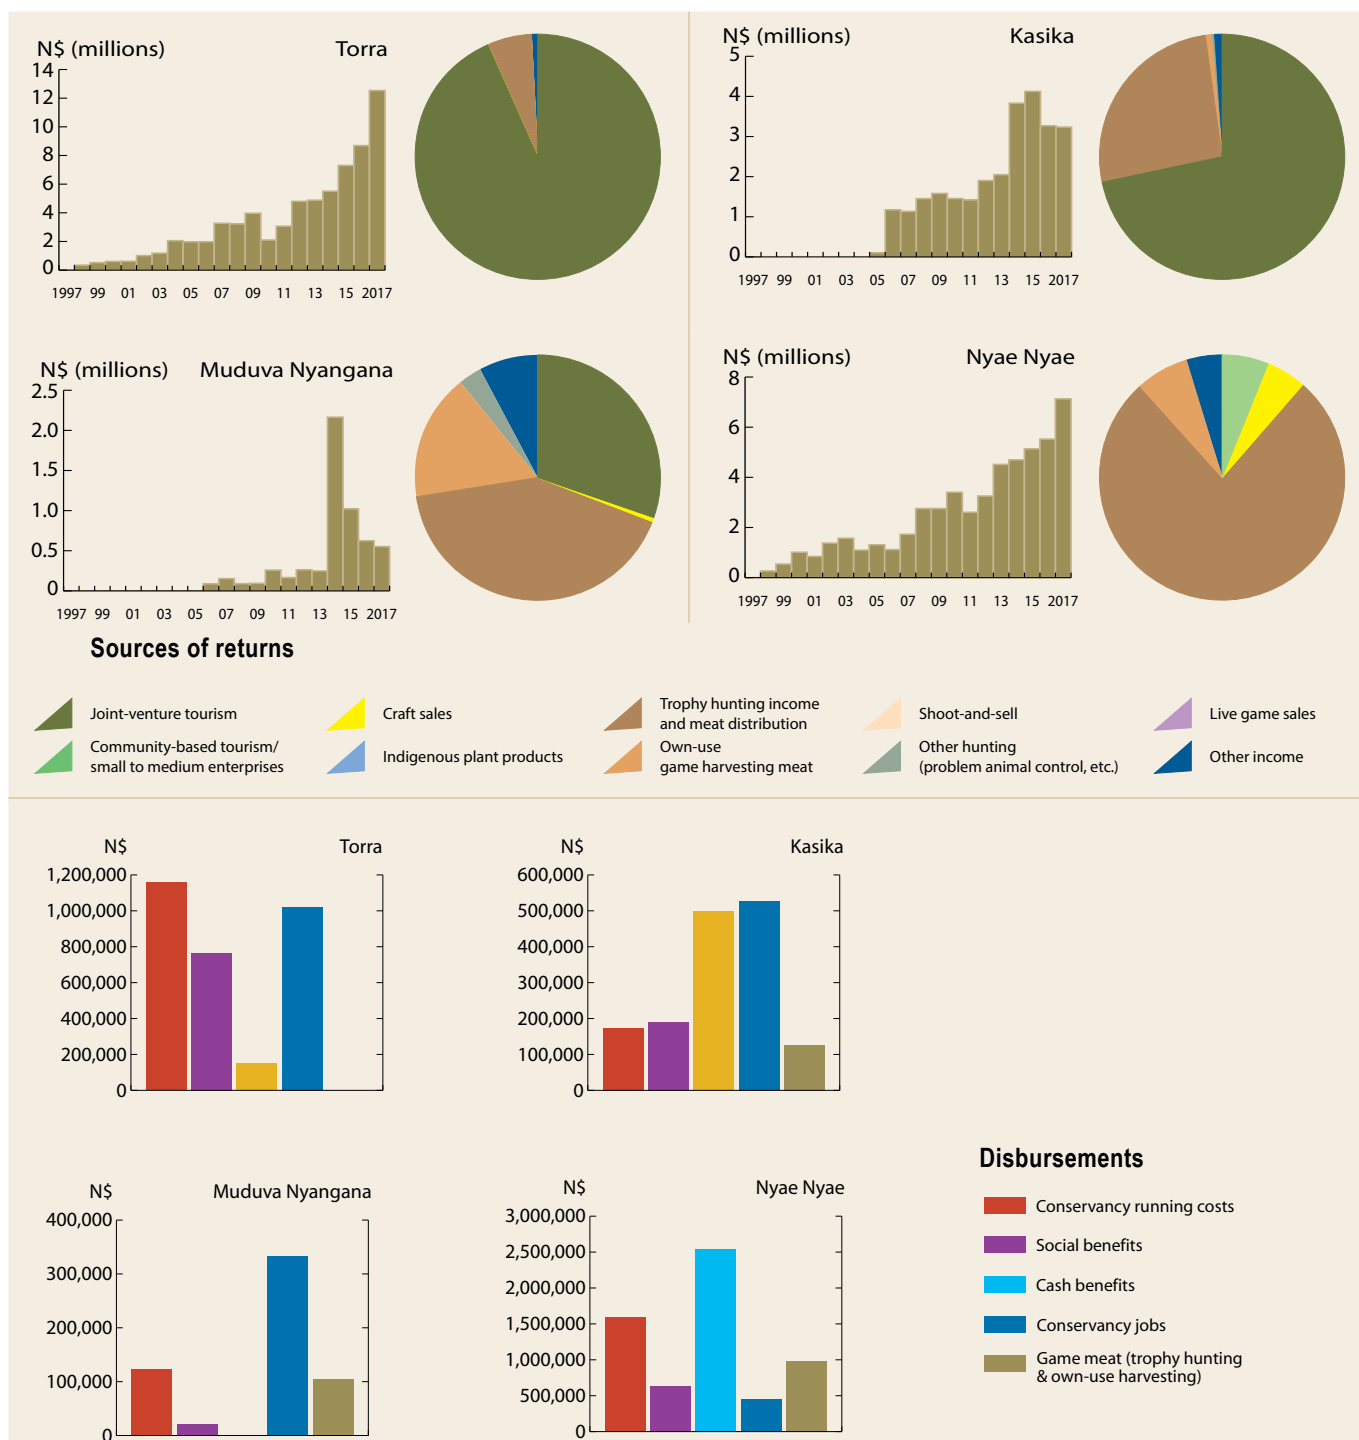 N$ (millions) Torra
14
12
10
8
6
4
2
0
1997 99 01 03 05 07 09 11 13 15 2017
N$ (millions) Kasika
5
4
3
2
1
0
1997 99 01 03 05 07 09 11 13 15 2017
N$ (millions) Muduva Nyangana
2.5
2.0
1.5
1.0
0.5
0
1997 99 01 03 05 07 09 11 13 15 2017
N$ (millions) Nyae Nyae
8
6
4
2
0
1997 99 01 03 05 07 09 11 13 15 2017
Sources of returns
Joint-venture tourism
Community-based tourism/
small to medium enterprises
Craft sales
Indigenous plant products
Trophy hunting income
and meat distribution
Own-use
game harvesting meat
Shoot-and-sell
Other hunting
(problem animal control, etc.)
Live game sales
Other income
N$ Torra
1,200,000
1,000,000
800,000
600,000
400,000
200,000
0
N$ Kasika
600,000
500,000
400,000
300,000
200,000
100,000
0
N$ Muduva Nyangana
400,000
300,000
200,000
100,000
0
N$ Nyae Nyae
3,000,000
2,500,000
2,000,000
1,500,000
1,000,000
500,000
0
Disbursements
Conservancy running costs
Social benefits
Cash benefits
Conservancy jobs
Game meat (trophy hunting
& own-use harvesting)